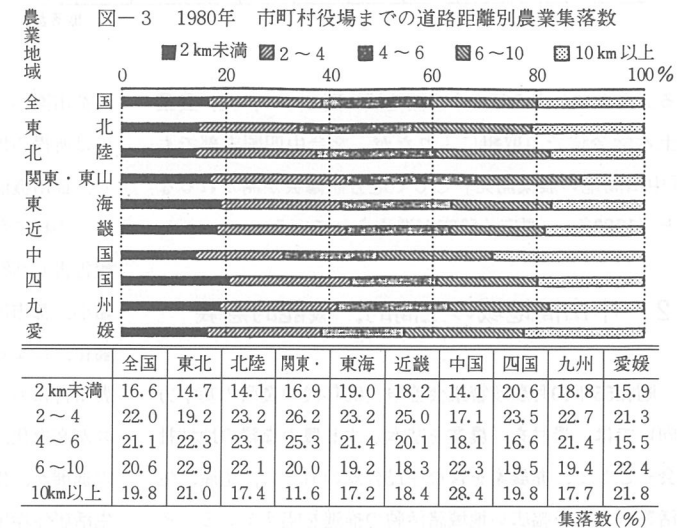 図－3 1980年 市町村役場までの道路距離別農業集落数
農業地域
2km未満 2～4 4～6 6～10 10km以上
0 20 40 60 80 100%
全国
東北
北陸
関東・東山
東海
近畿
中国
四国
九州
愛媛
全国 東北 北陸 関東・ 東海 近畿 中国 四国 九州 愛媛
2km未満 16.6 14.7 14.1 16.9 19.0 18.2 14.1 20.6 18.8 15.9
2～4 22.0 19.2 23.2 26.2 23.2 25.0 17.1 23.5 22.7 21.3
4～6 21.1 22.3 23.1 25.3 21.4 20.1 18.1 16.6 21.4 15.5
6～10 20.6 22.9 22.1 20.0 19.2 18.3 22.3 19.5 19.4 22.4
10km以上 19.8 21.0 17.4 11.6 17.2 18.4 28.4 19.8 17.7 21.8
集落数(%)